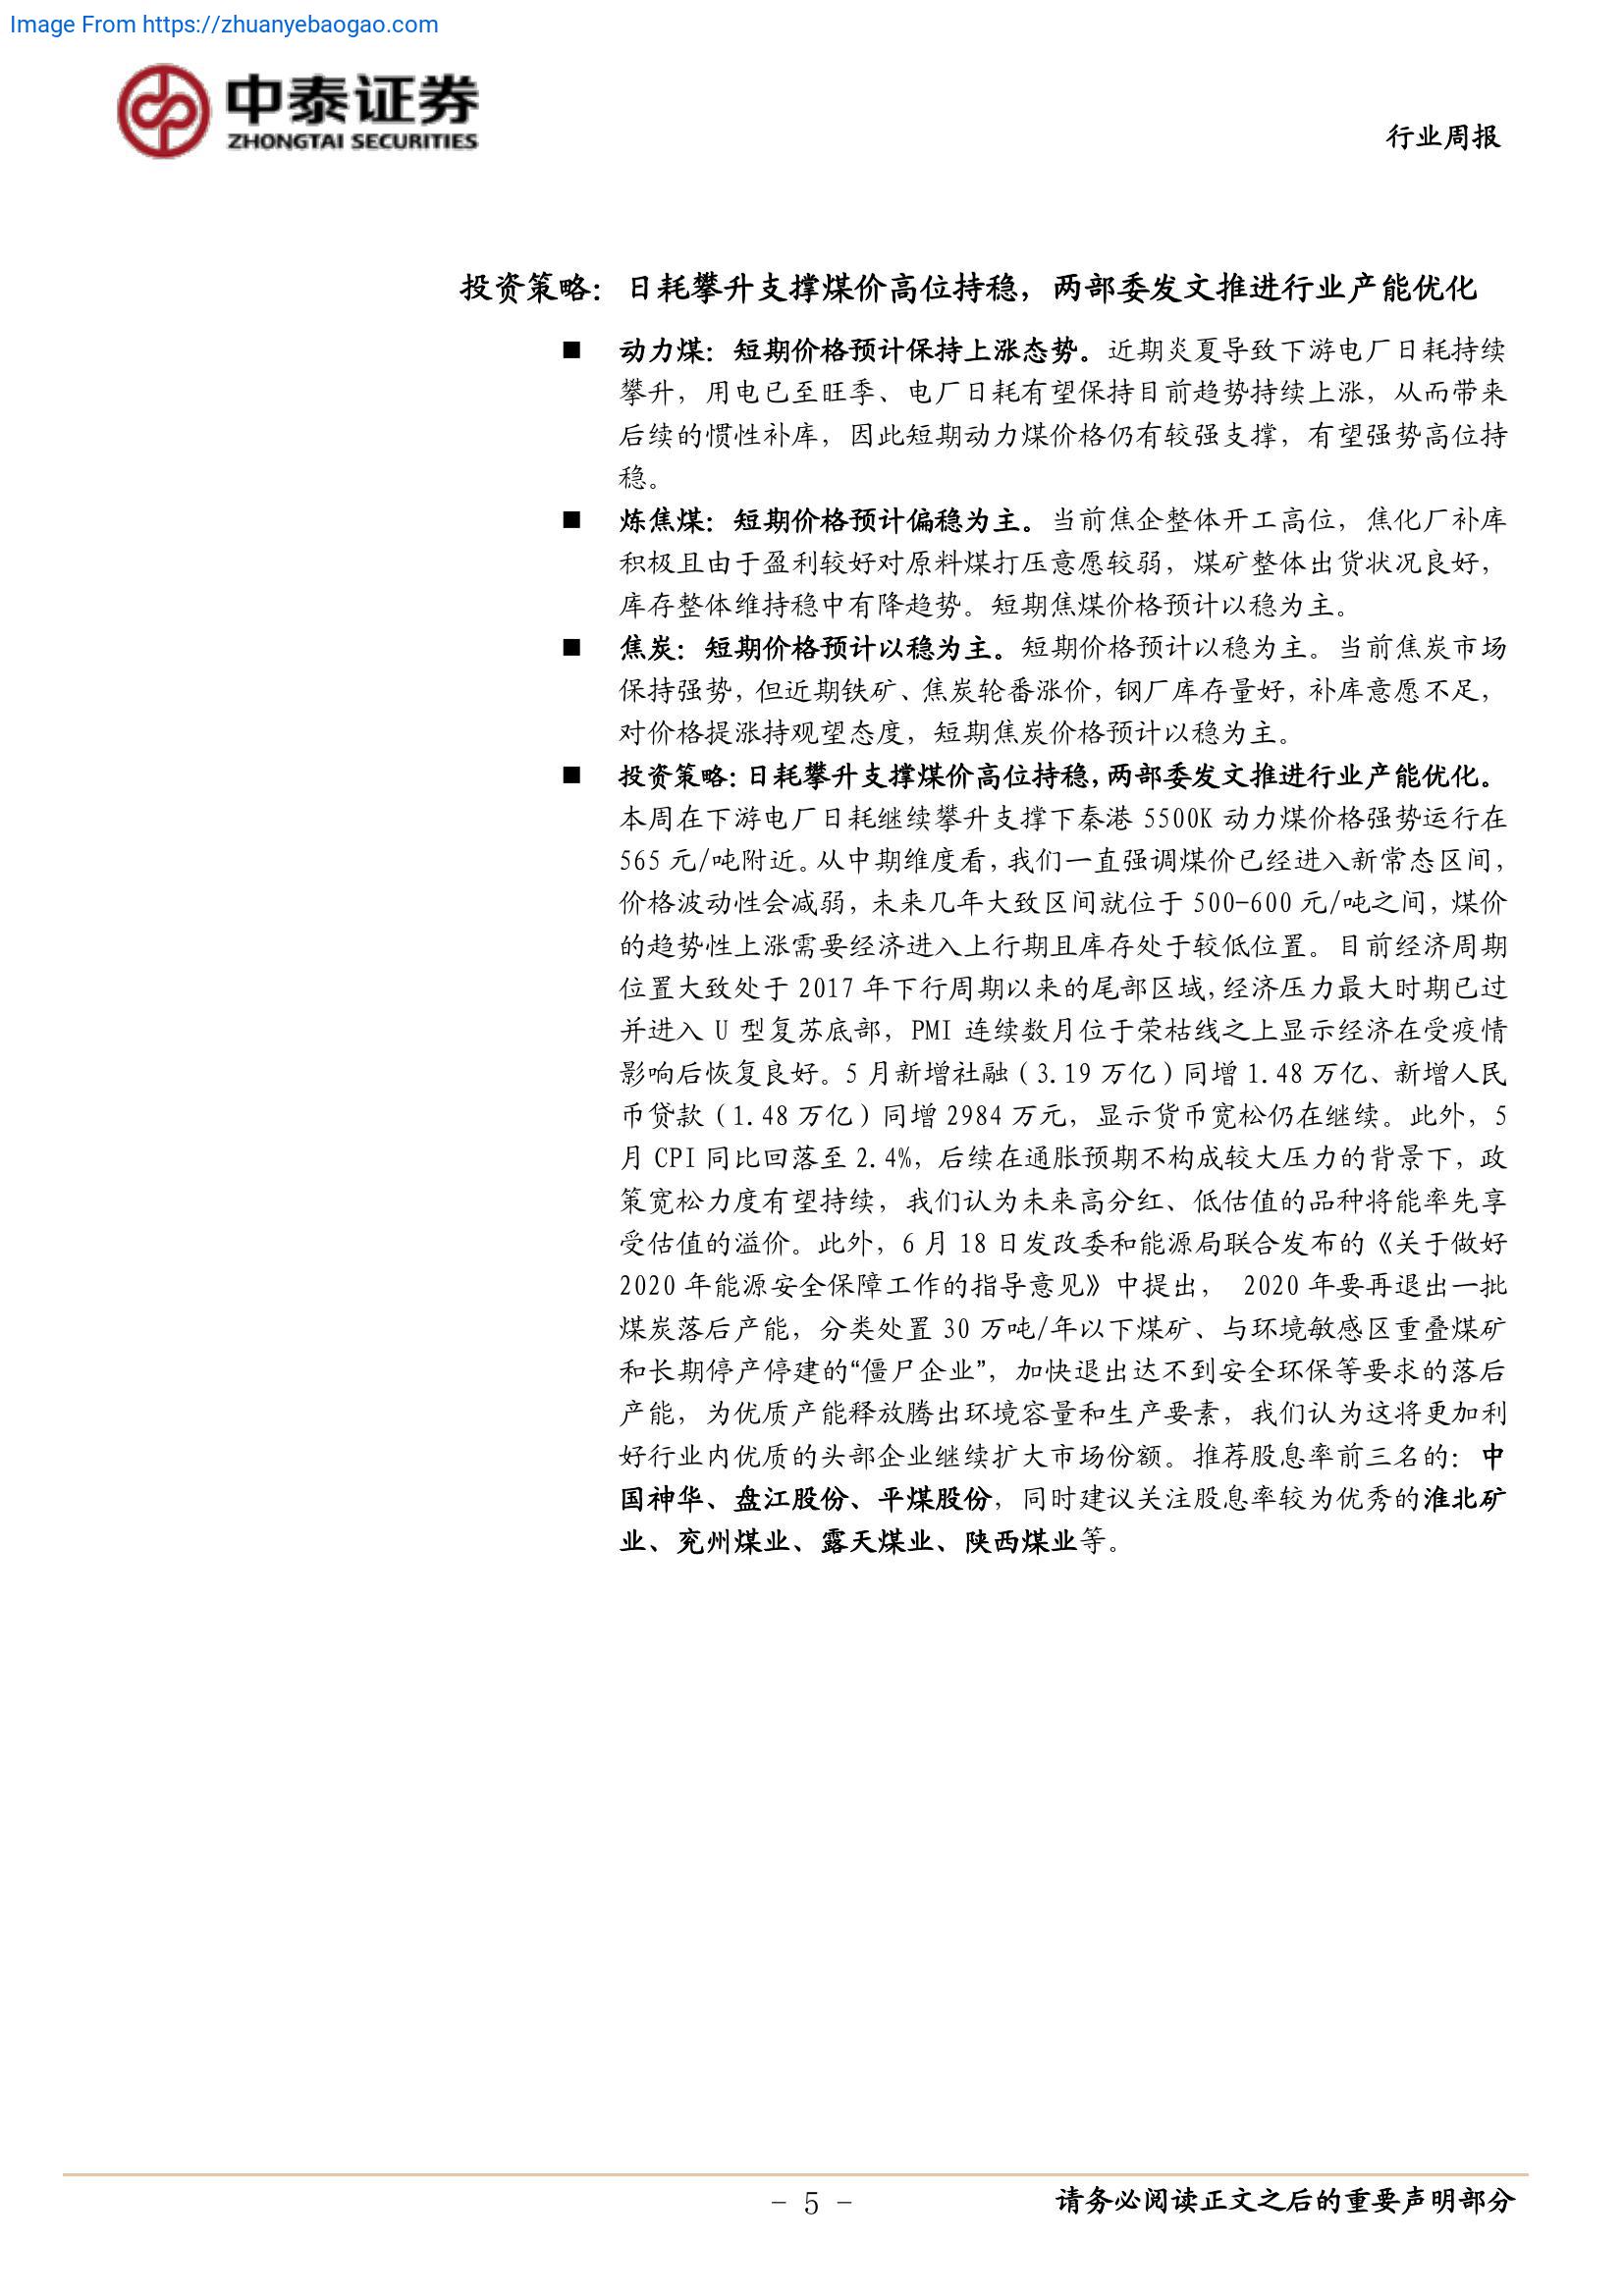 Image From https://zhuanyebaogao.com
中泰证券
ZHONGTAI SECURITIES
行业周报
投资策略：日耗攀升支撑煤价高位持稳，两部委发文推进行业产能优化
■ 动力煤：短期价格预计保持上涨态势。近期炎夏导致下游电厂日耗持续
攀升，用电已至旺季、电厂日耗有望保持目前趋势持续上涨，从而带来
后续的惯性补库，因此短期动力煤价格仍有较强支撑，有望强势高位持
稳。
■ 炼焦煤：短期价格预计偏稳为主。当前焦企整体开工高位，焦化厂补库
积极且由于盈利较好对原料煤打压意愿较弱，煤矿整体出货状况良好，
库存整体维持稳中有降趋势。短期焦煤价格预计以稳为主。
■ 焦炭：短期价格预计以稳为主。短期价格预计以稳为主。当前焦炭市场
保持强势，但近期铁矿、焦炭轮番涨价，钢厂库存量好，补库意愿不足，
对价格提涨持观望态度，短期焦炭价格预计以稳为主。
■ 投资策略：日耗攀升支撑煤价高位持稳，两部委发文推进行业产能优化。
本周在下游电厂日耗继续攀升支撑下秦港 5500K 动力煤价格强势运行在
565 元/吨附近。从中期维度看，我们一直强调煤价已经进入新常态区间，
价格波动性会减弱，未来几年大致区间就位于 500-600 元/吨之间，煤价
的趋势性上涨需要经济进入上行期且库存处于较低位置。目前经济周期
位置大致处于 2017 年下行周期以来的尾部区域，经济压力最大时期已过
并进入 U 型复苏底部，PMI 连续数月位于荣枯线之上显示经济在受疫情
影响后恢复良好。5 月新增社融（3.19 万亿）同增 1.48 万亿、新增人民
币贷款（1.48 万亿）同增 2984 万元，显示货币宽松仍在继续。此外，5
月 CPI 同比回落至 2.4%，后续在通胀预期不构成较大压力的背景下，政
策宽松力度有望持续，我们认为未来高分红、低估值的品种将能率先享
受估值的溢价。此外，6 月 18 日发改委和能源局联合发布的《关于做好
2020 年能源安全保障工作的指导意见》中提出， 2020 年要再退出一批
煤炭落后产能，分类处置 30 万吨/年以下煤矿、与环境敏感区重叠煤矿
和长期停产停建的“僵尸企业”，加快退出达不到安全环保等要求的落后
产能，为优质产能释放腾出环境容量和生产要素，我们认为这将更加利
好行业内优质的头部企业继续扩大市场份额。推荐股息率前三名的：中
国神华、盘江股份、平煤股份，同时建议关注股息率较为优秀的淮北矿
业、兖州煤业、露天煤业、陕西煤业等。
- 5 -
请务必阅读正文之后的重要声明部分